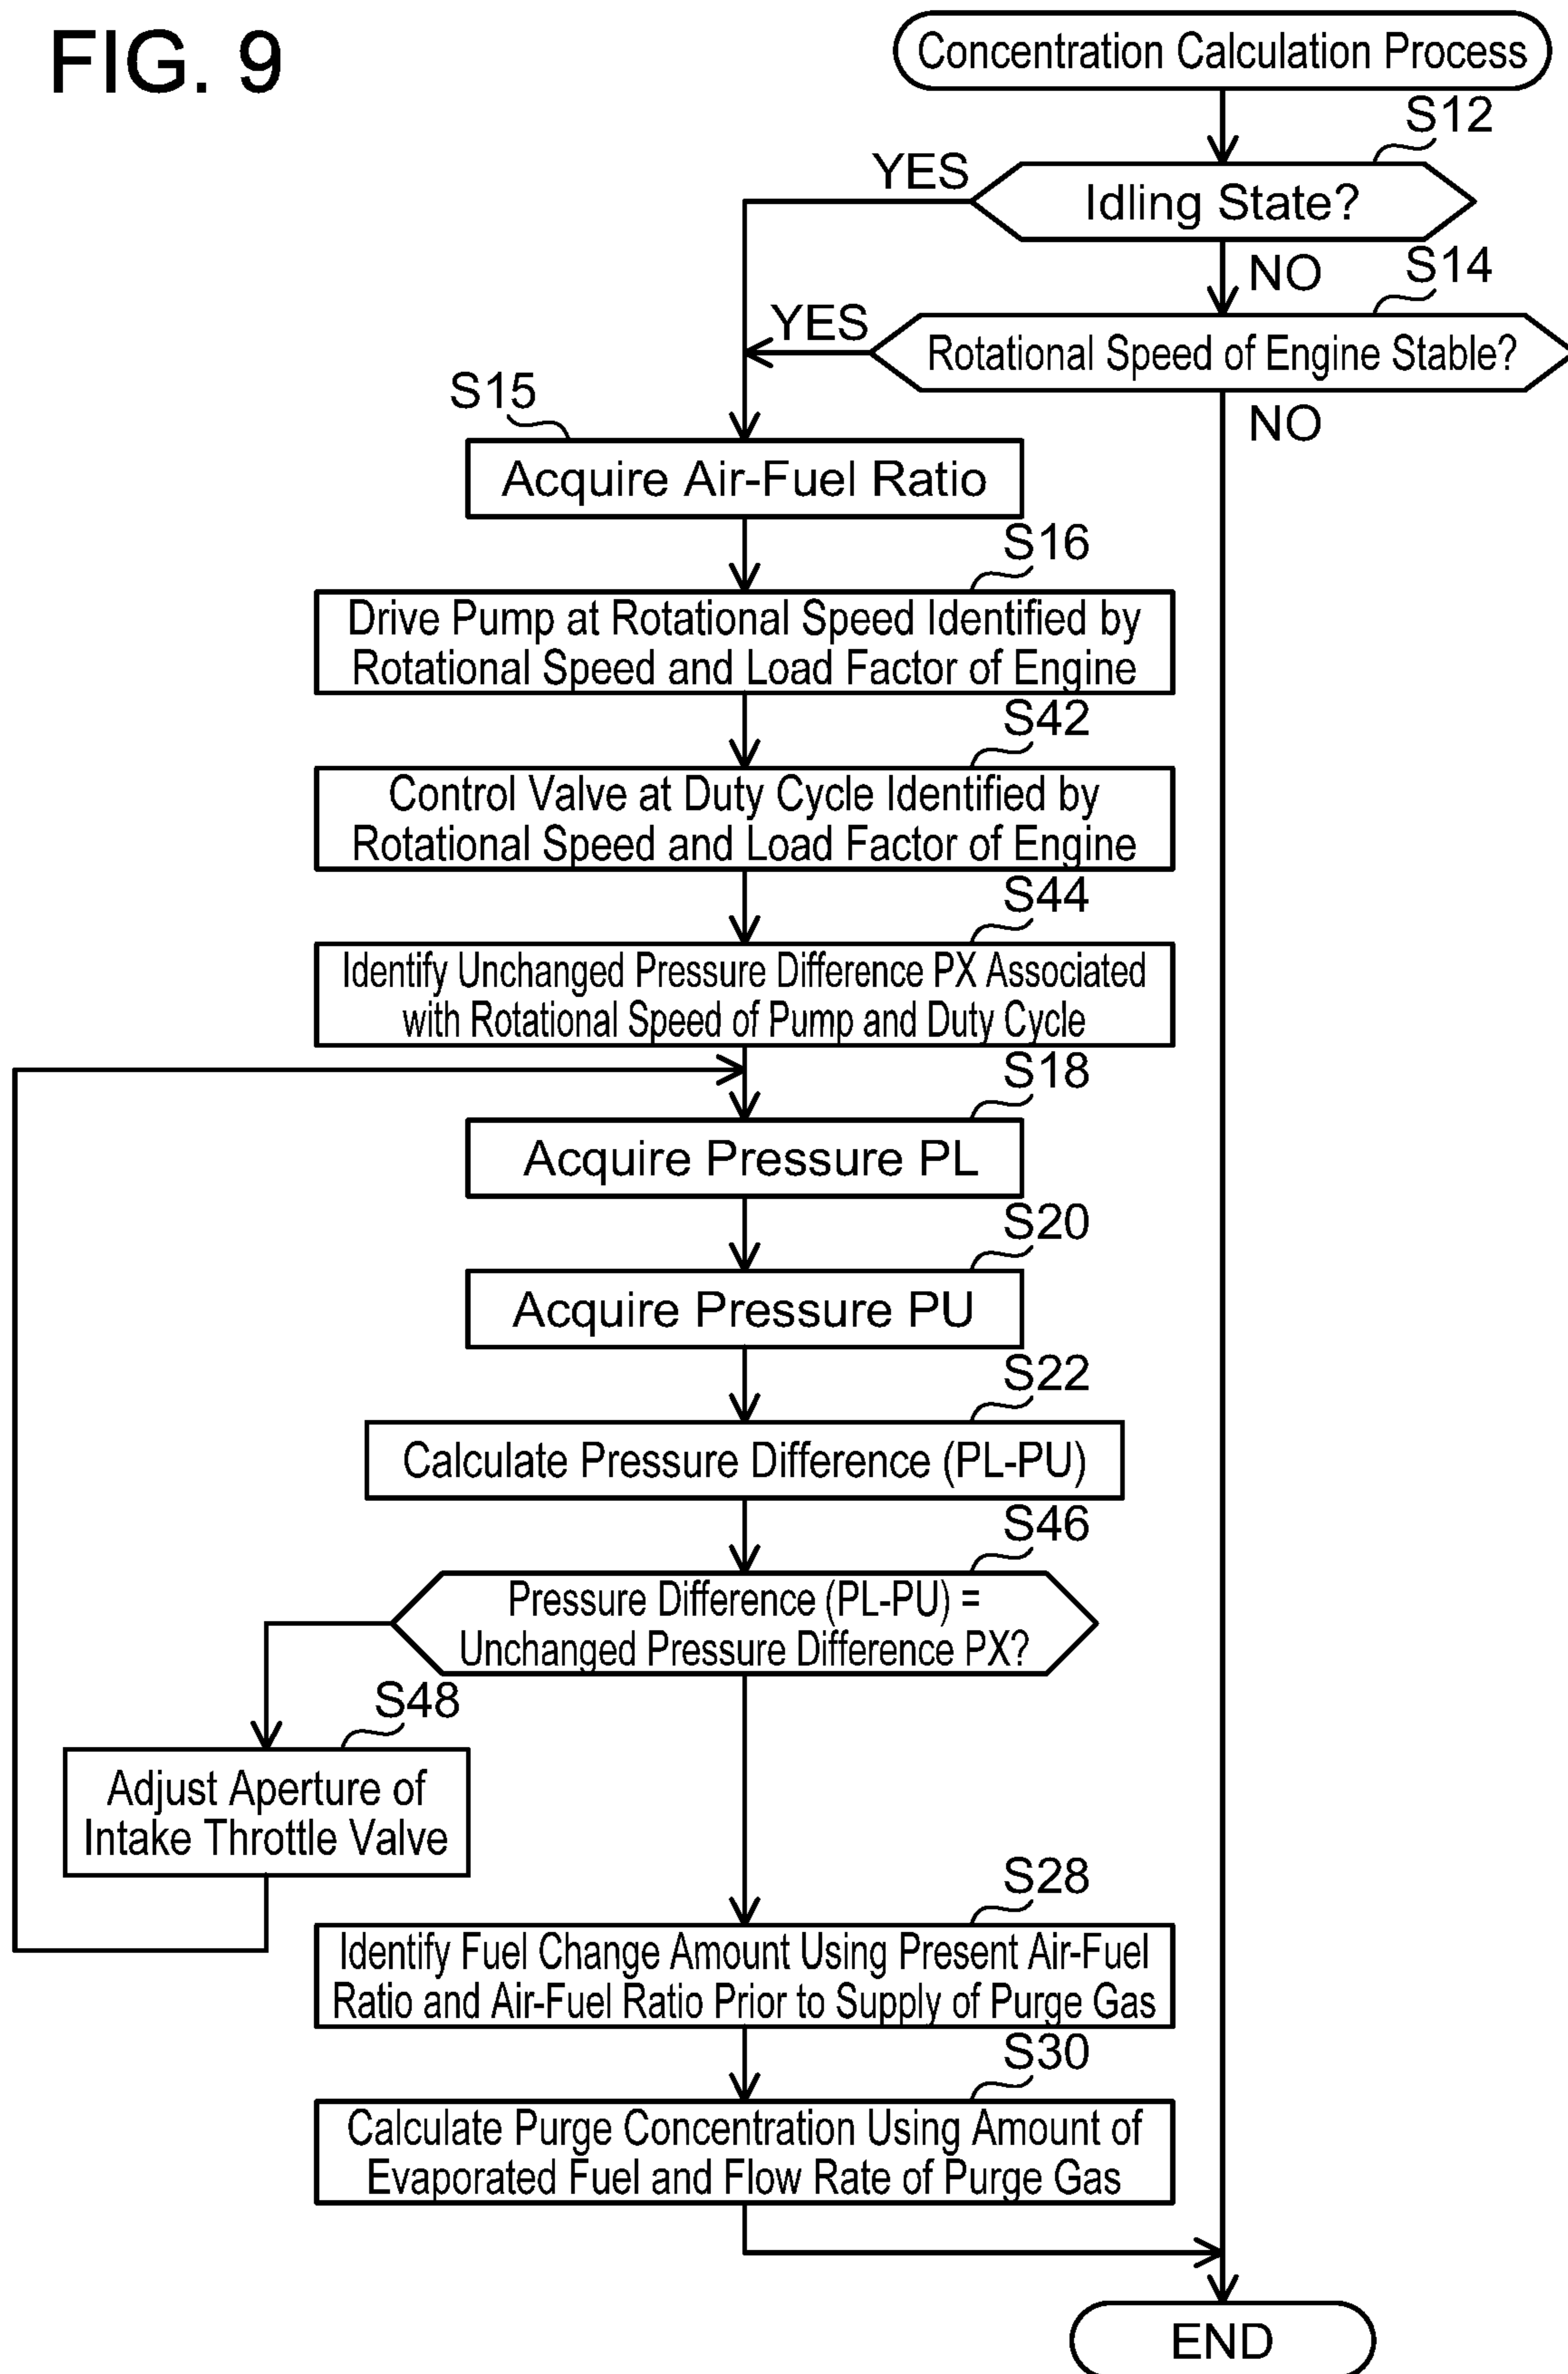 FIG. 9
Concentration Calculation Process
S12
YES
Idling State?
NO
S14
YES
Rotational Speed of Engine Stable?
NO
S15
Acquire Air-Fuel Ratio
S16
Drive Pump at Rotational Speed Identified by
Rotational Speed and Load Factor of Engine
S42
Control Valve at Duty Cycle Identified by
Rotational Speed and Load Factor of Engine
S44
Identify Unchanged Pressure Difference PX Associated
with Rotational Speed of Pump and Duty Cycle
S18
Acquire Pressure PL
S20
Acquire Pressure PU
S22
Calculate Pressure Difference (PL-PU)
S46
Pressure Difference (PL-PU) =
Unchanged Pressure Difference PX?
S48
Adjust Aperture of
Intake Throttle Valve
S28
Identify Fuel Change Amount Using Present Air-Fuel
Ratio and Air-Fuel Ratio Prior to Supply of Purge Gas
S30
Calculate Purge Concentration Using Amount of
Evaporated Fuel and Flow Rate of Purge Gas
END